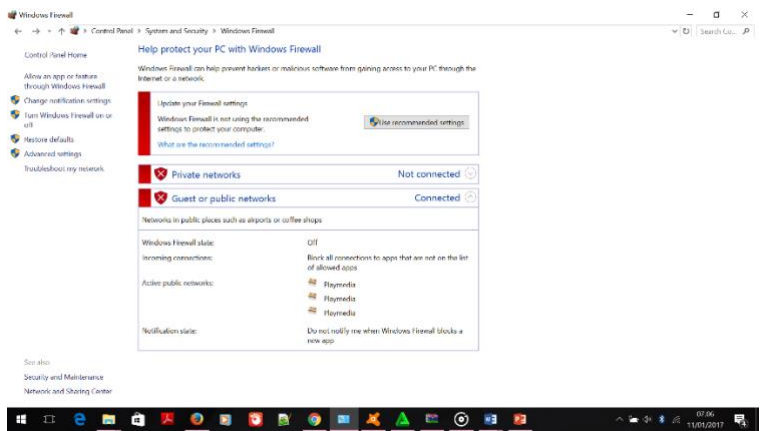 Windows Firewall
Control Panel > System and Security > Windows Firewall
Search Co...
Control Panel Home
Allow an app or feature
through Windows Firewall
Change notification settings
Turn Windows Firewall on or
off
Restore defaults
Advanced settings
Troubleshoot my network
Help protect your PC with Windows Firewall
Windows Firewall can help prevent hackers or malicious software from gaining access to your PC through the
Internet or a network.
Update your Firewall settings
Windows Firewall is not using the recommended
settings to protect your computer.
What are the recommended settings?
Use recommended settings
Private networks
Not connected
Guest or public networks
Connected
Networks in public places such as airports or coffee shops
Windows Firewall state:
Off
Incoming connections:
Block all connections to apps that are not on the list
of allowed apps
Active public networks:
Playmedia
Playmedia
Playmedia
Notification state:
Do not notify me when Windows Firewall blocks a
new app
See also
Security and Maintenance
Network and Sharing Center
07.06
11/01/2017